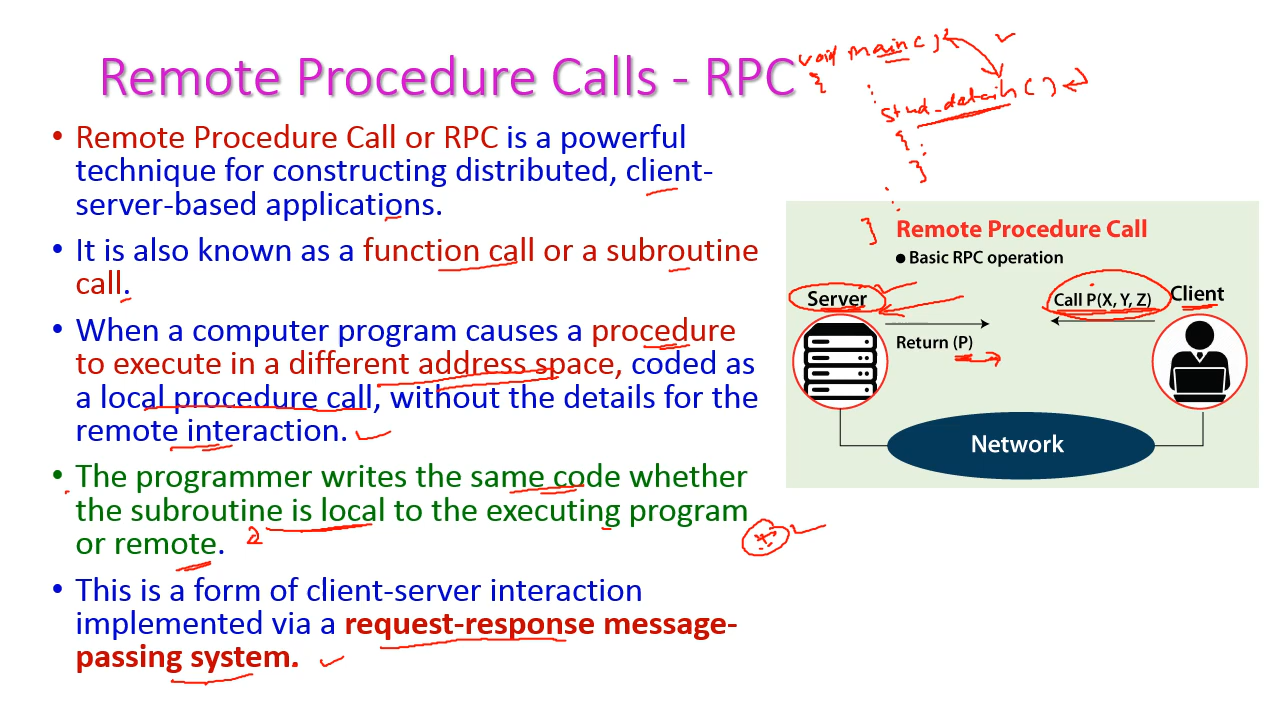 Remote Procedure Calls - RPC
void main()
{
:
stud_details()
{
:
}
:
}
• Remote Procedure Call or RPC is a powerful
technique for constructing distributed, client-
server-based applications.
• It is also known as a function call or a subroutine
call.
• When a computer program causes a procedure
to execute in a different address space, coded as
a local procedure call, without the details for the
remote interaction.
• The programmer writes the same code whether
the subroutine is local to the executing program
or remote.
• This is a form of client-server interaction
implemented via a request-response message-
passing system.
Remote Procedure Call
• Basic RPC operation
Server
Call P(X, Y, Z)
Client
Return (P)
Network